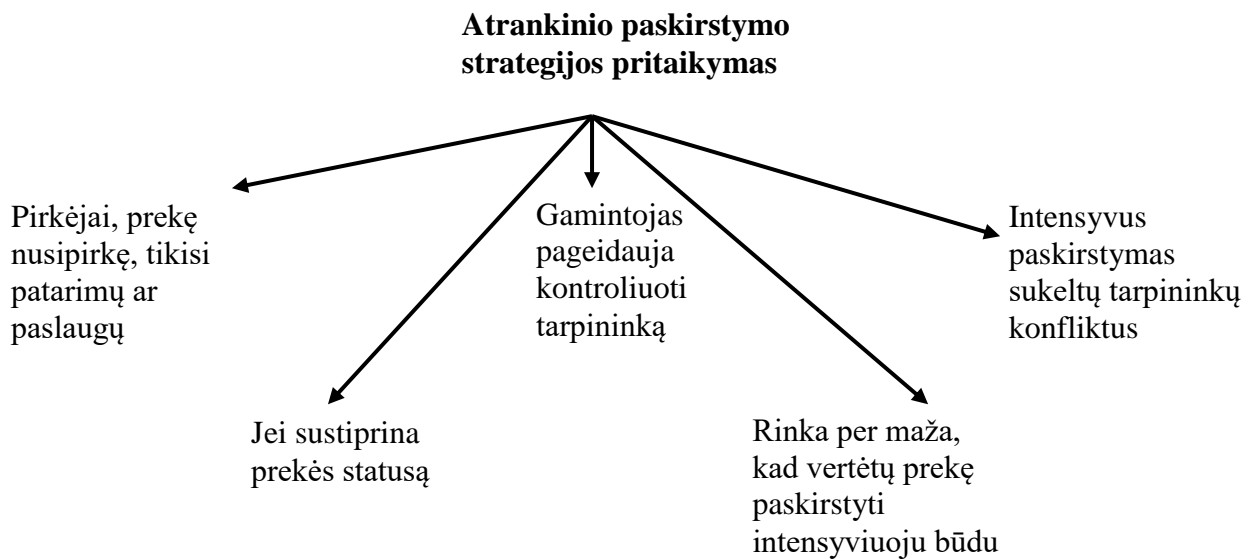 Atrankinio paskirstymo
strategijos pritaikymas
Pirkėjai, prekę
nusipirkę, tikisi
patarimų ar
paslaugų
Gamintojas
pageidauja
kontroliuoti
tarpininką
Intensyvus
paskirstymas
sukeltų tarpininkų
konfliktus
Jei sustiprina
prekės statusą
Rinka per maža,
kad vertėtų prekę
paskirstyti
intensyviuoju būdu